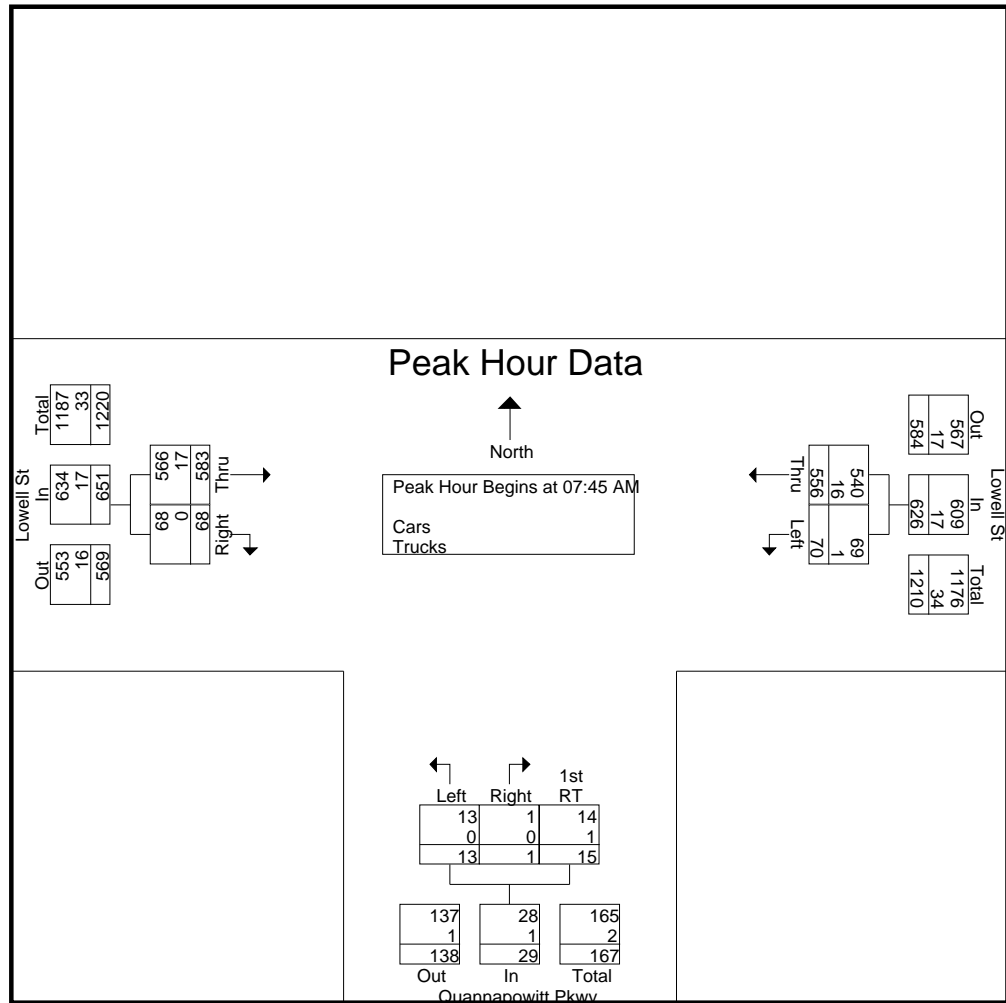 Peak Hour Data
North
Peak Hour Begins at 07:45 AM
Cars
Trucks
Lowell St
Total
1187
33
1220
In
634
17
651
Out
553
16
569
Thru
566
17
583
Right
68
0
68
Lowell St
Out
567
17
584
In
609
17
626
Total
1176
34
1210
Thru
540
16
556
Left
69
1
70
1st
Left Right RT
13 1 14
0 0 1
13 1 15
137 28 165
1 1 2
138 29 167
Out In Total
Quannapowitt Pkwy